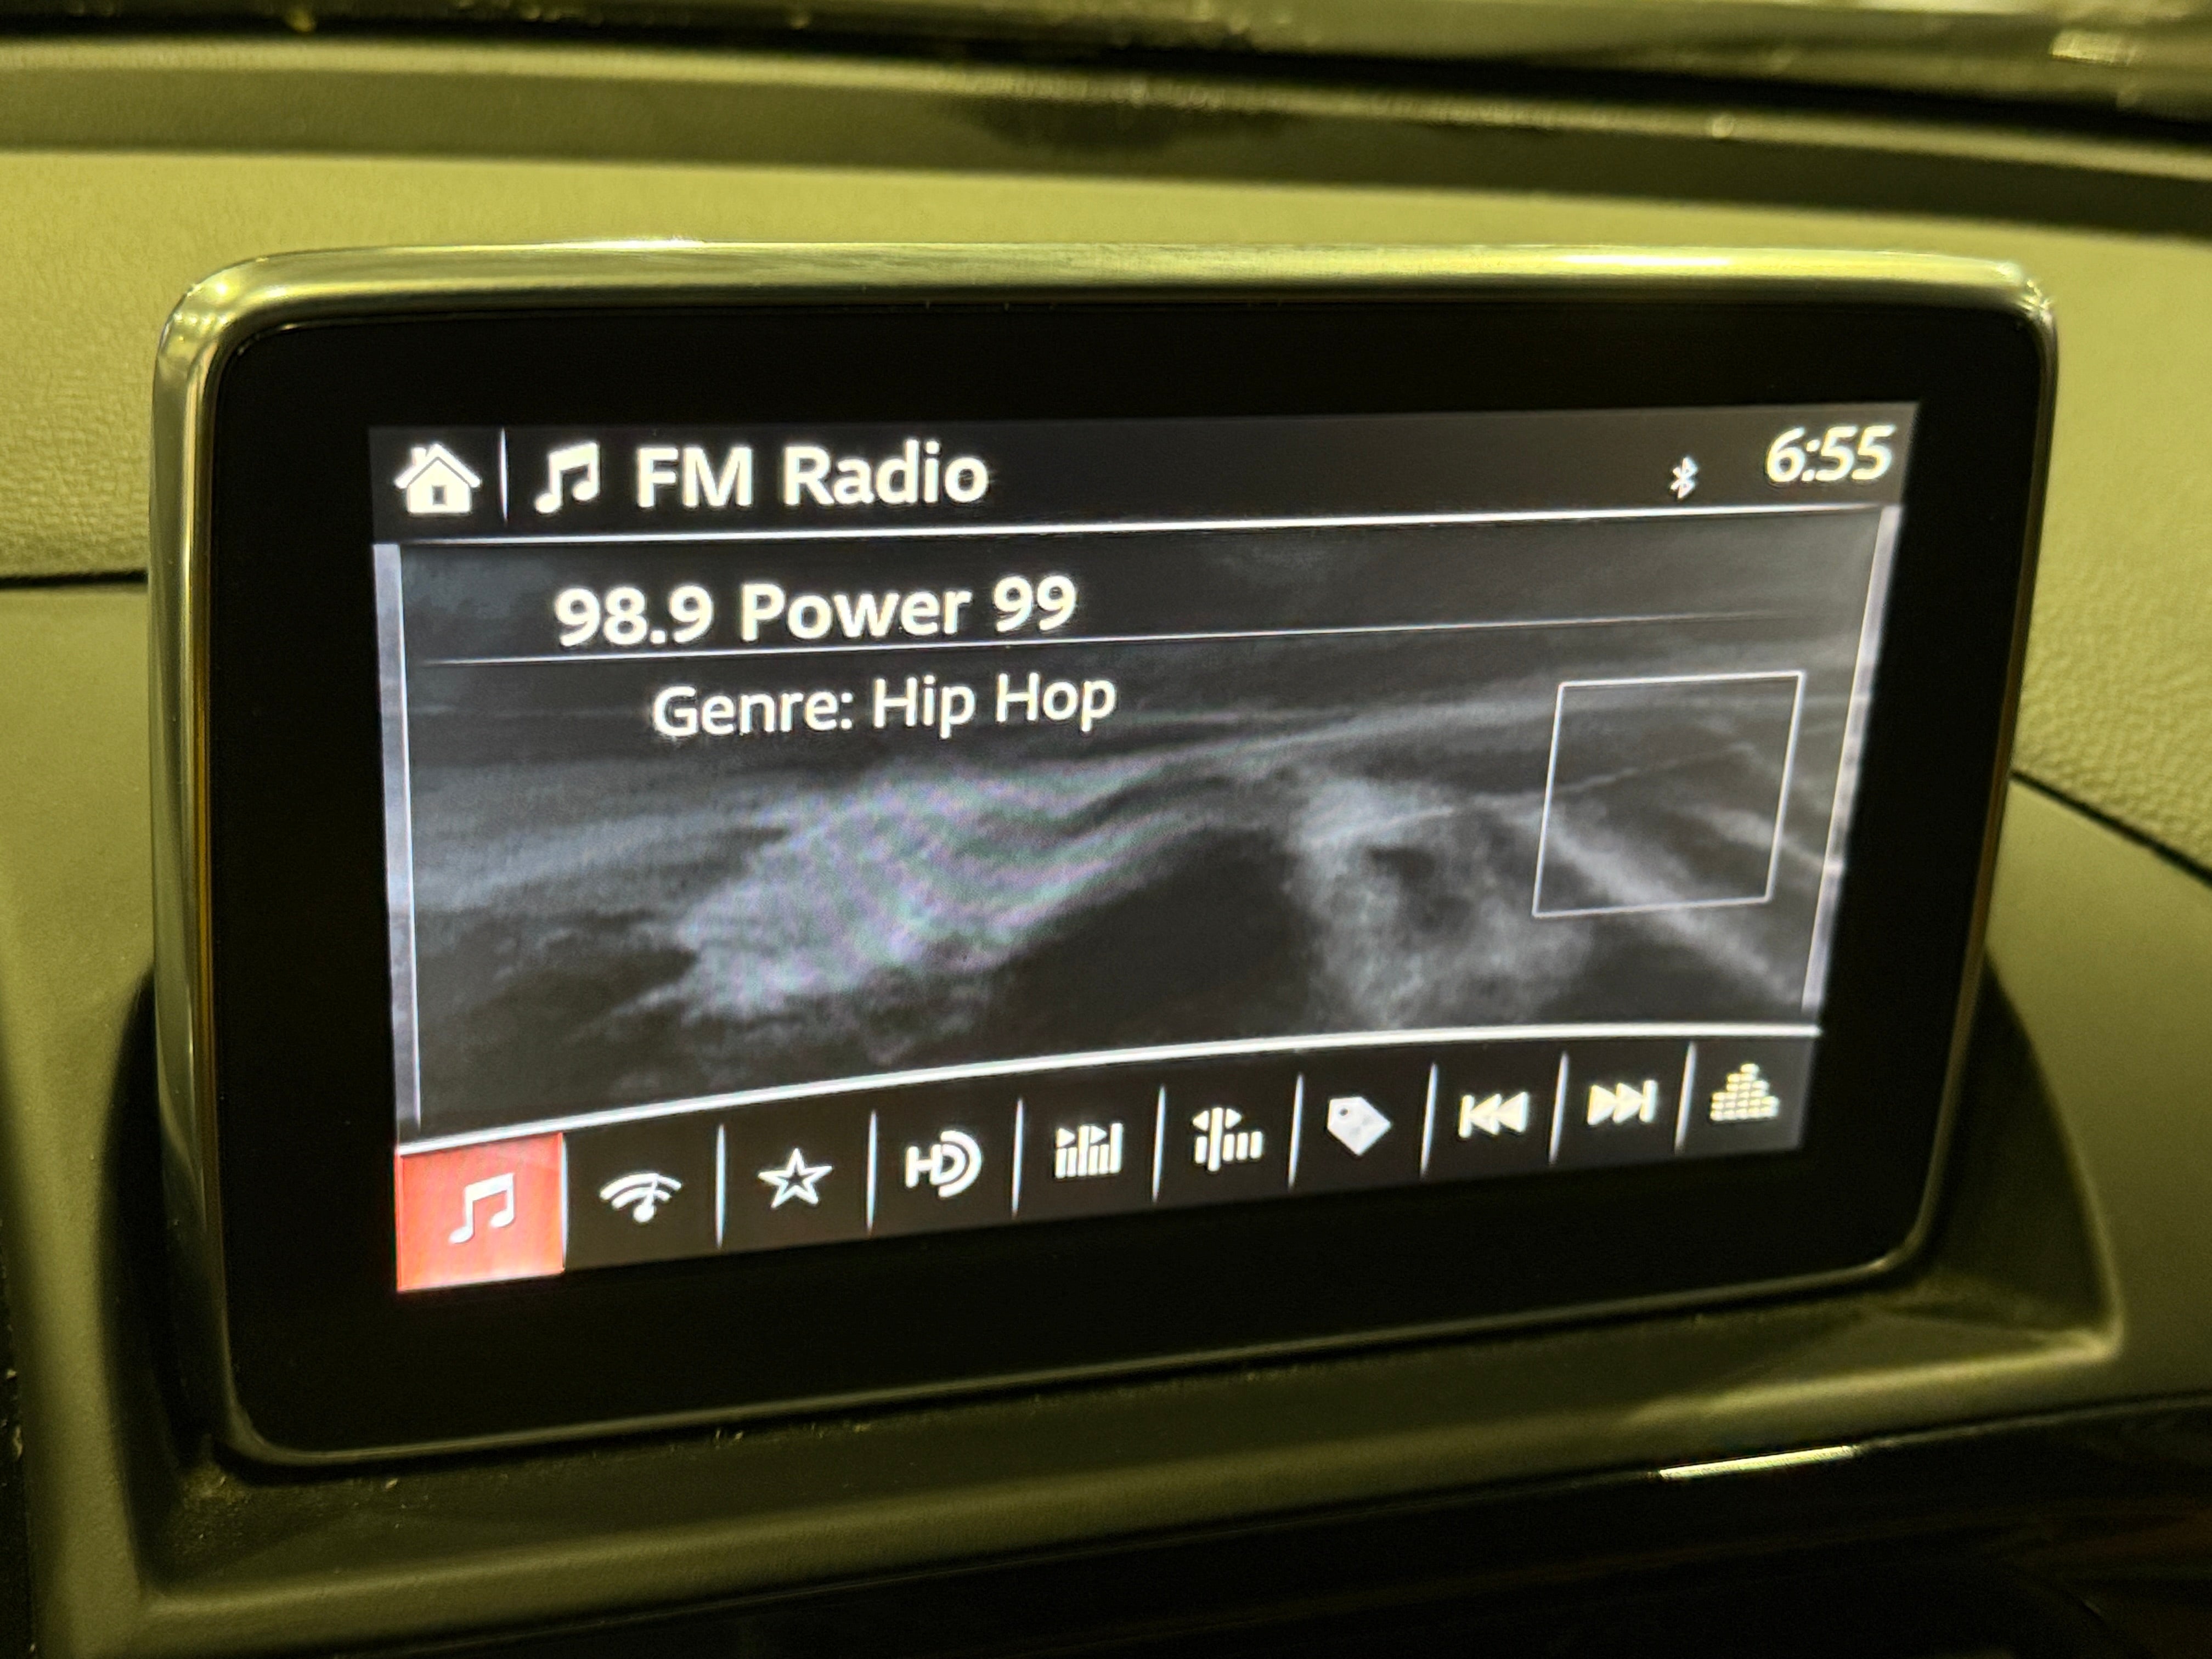 FM Radio
6:55
98.9 Power 99
Genre: Hip Hop
HD